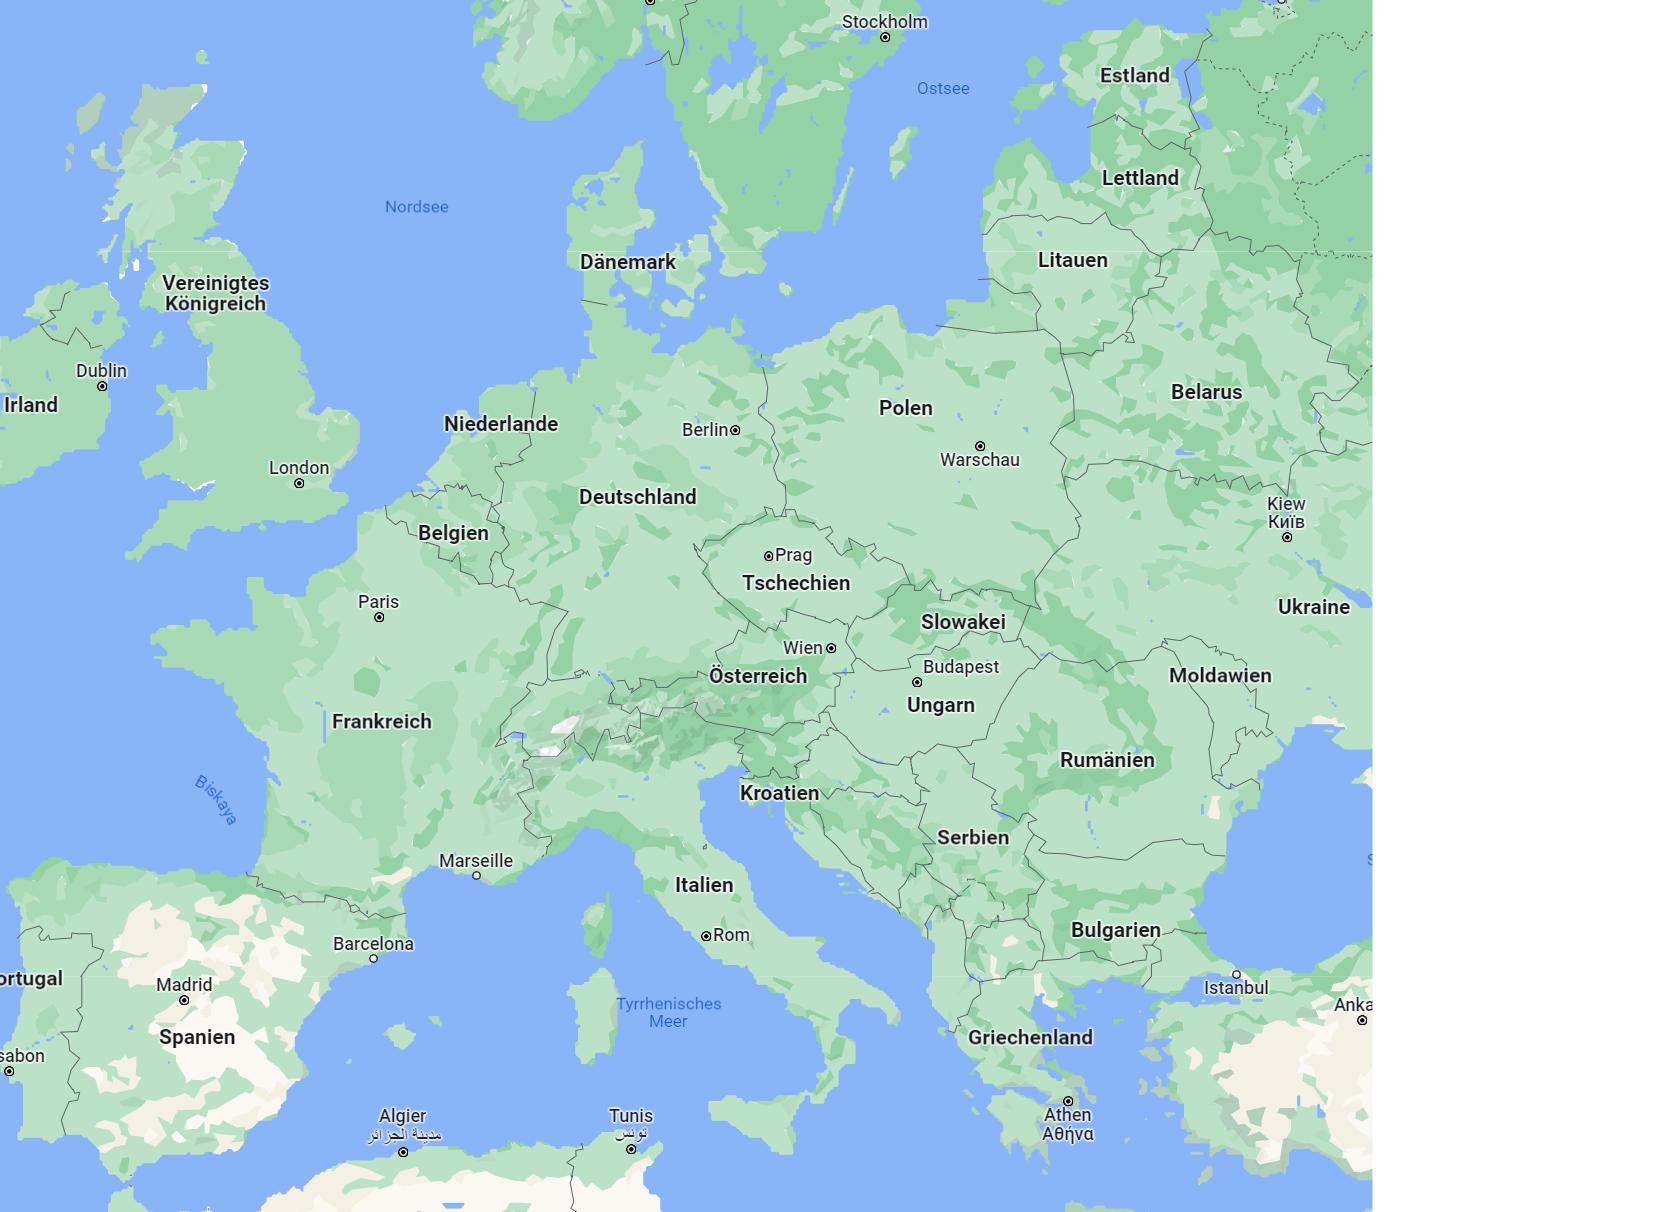 Stockholm
Ostsee
Estland
Lettland
Nordsee
Litauen
Dänemark
Vereinigtes
Königreich
Dublin
Irland
Belarus
Polen
Niederlande
Berlin
Warschau
London
Deutschland
Kiew
Київ
Belgien
Prag
Tschechien
Paris
Ukraine
Slowakei
Wien
Budapest
Österreich
Moldawien
Ungarn
Frankreich
Rumänien
Biskaya
Kroatien
Serbien
Marseille
Italien
Bulgarien
Rom
Barcelona
ortugal
Madrid
Istanbul
Tyrrhenisches
Meer
Anka
Spanien
Griechenland
sabon
Algier
مدينة الجزائر
Tunis
تونس
Athen
Αθήνα